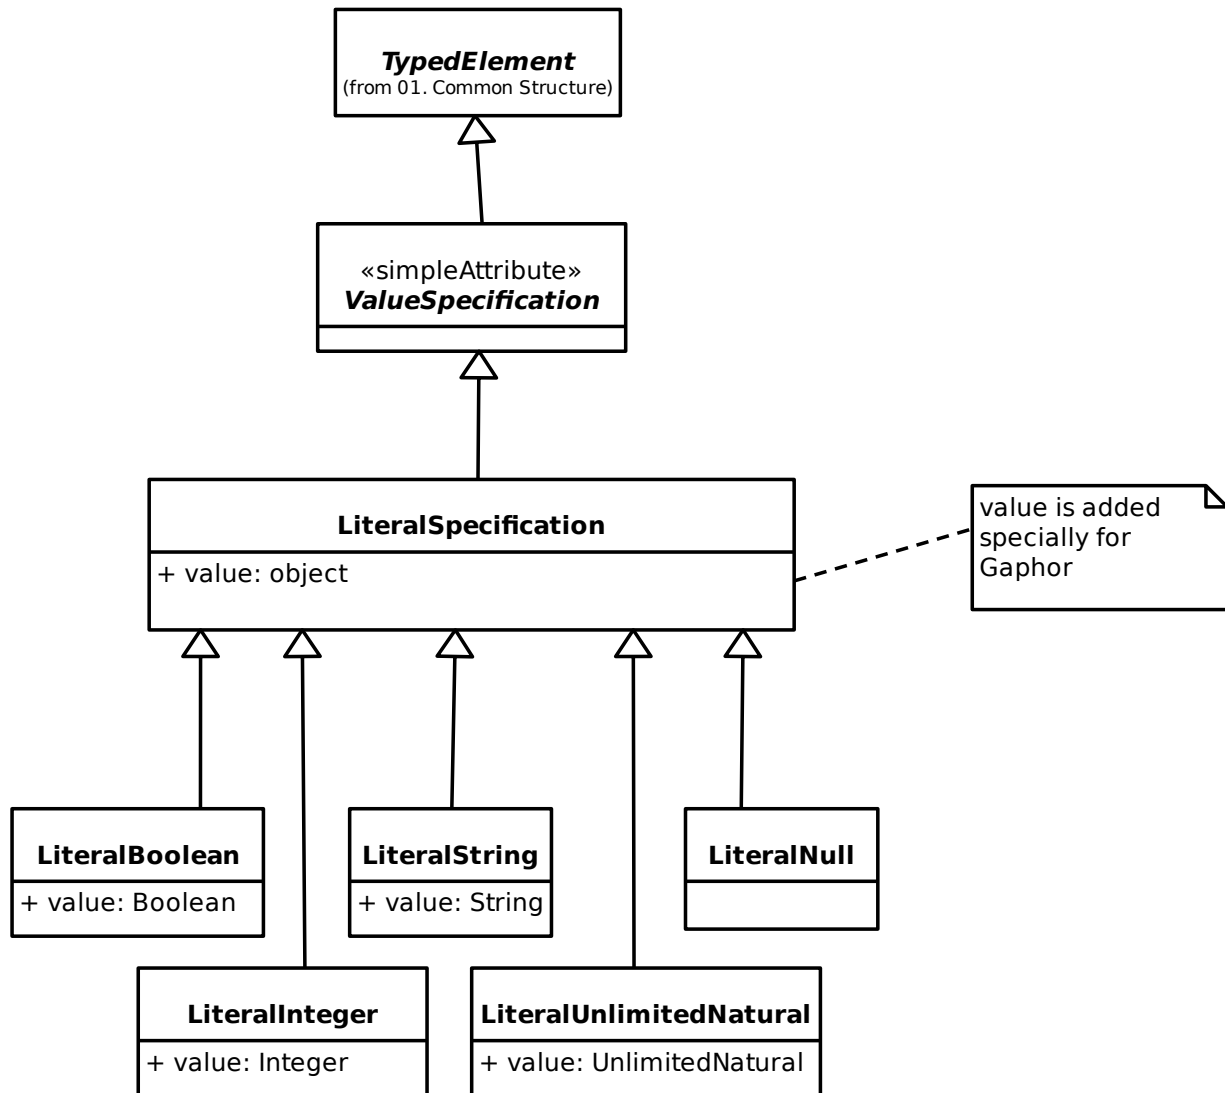 TypedElement
(from 01. Common Structure)
«simpleAttribute»
ValueSpecification
LiteralSpecification
+ value: object
value is added
specially for
Gaphor
LiteralBoolean
+ value: Boolean
LiteralString
+ value: String
LiteralNull
LiteralInteger
+ value: Integer
LiteralUnlimitedNatural
+ value: UnlimitedNatural